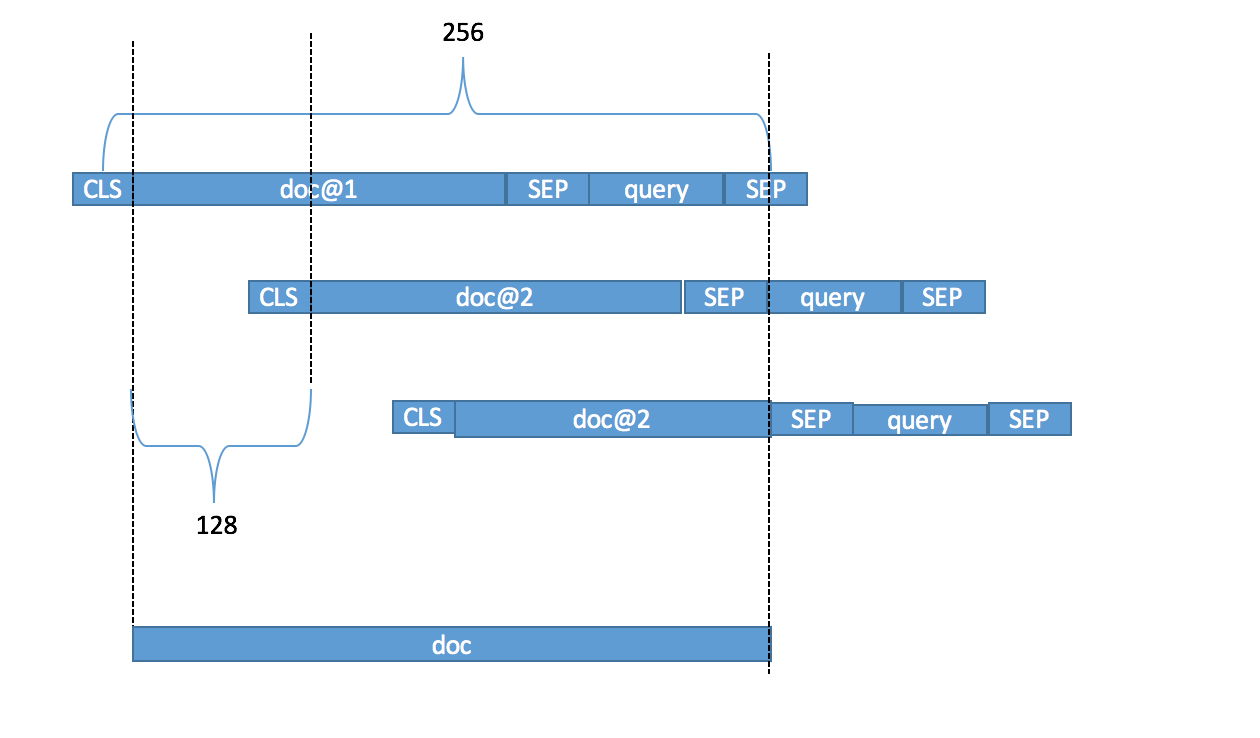 256
CLS doc@1 SEP query SEP
CLS doc@2 SEP query SEP
CLS doc@2 SEP query SEP
128
doc